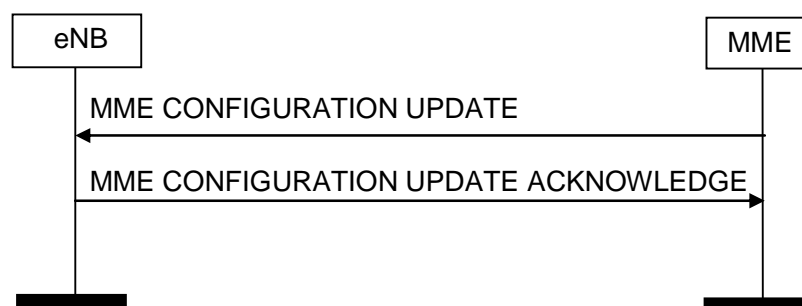 eNB
MME
MME CONFIGURATION UPDATE
MME CONFIGURATION UPDATE ACKNOWLEDGE